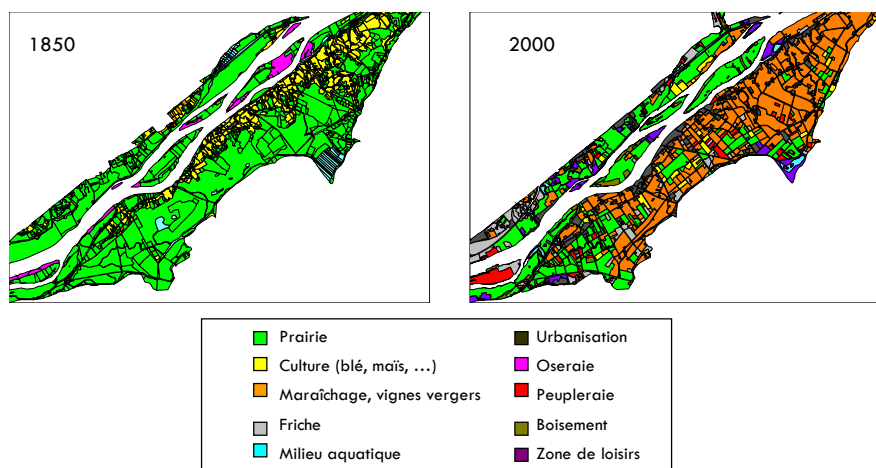 1850
2000
Prairie
Culture (blé, maïs, ...)
Maraîchage, vignes vergers
Friche
Milieu aquatique
Urbanisation
Oseraie
Peupleraie
Boisement
Zone de loisirs